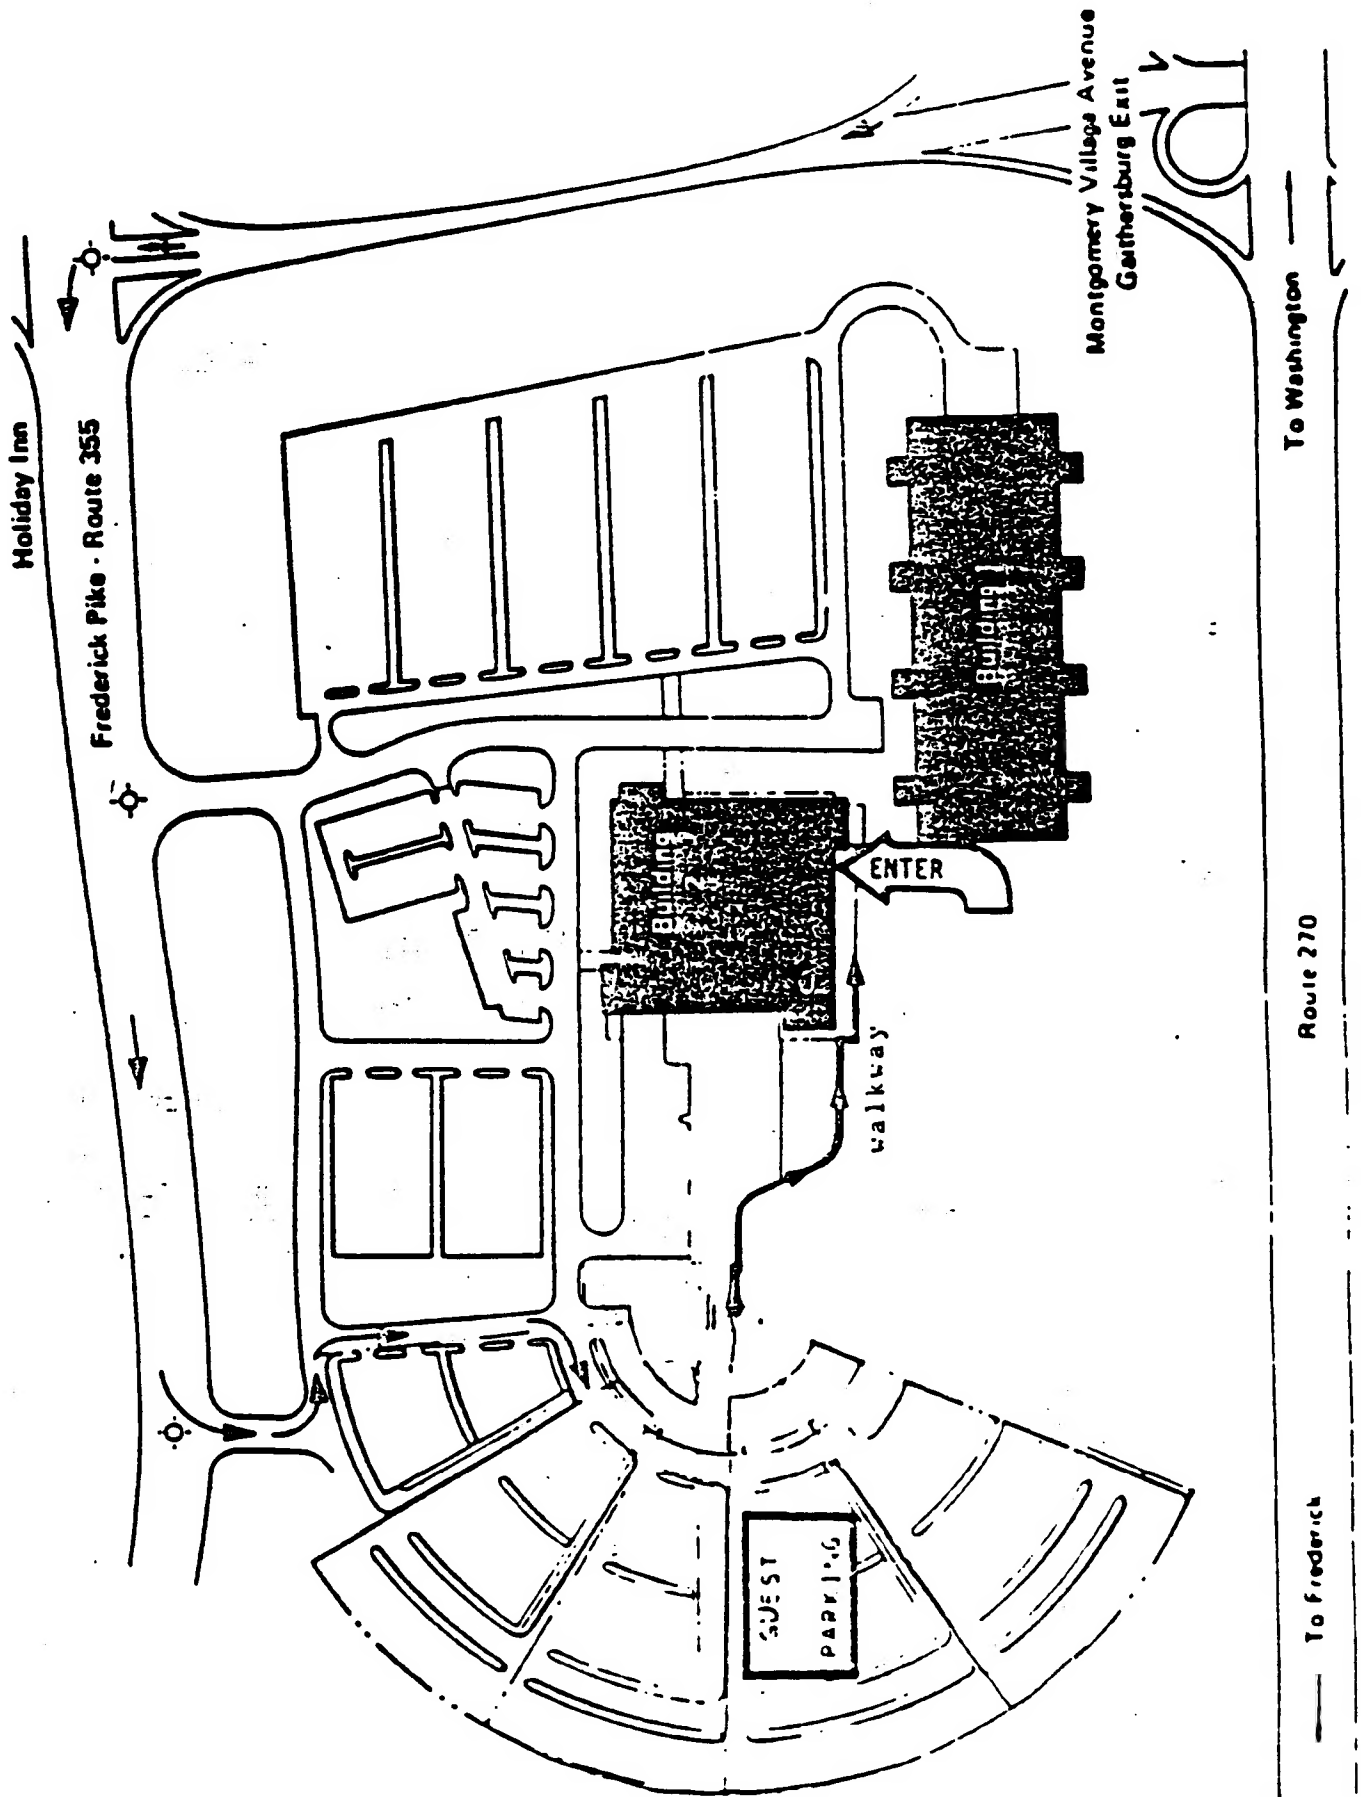 Holiday Inn
Frederick Pike - Route 355
Montgomery Village Avenue
Gaithersburg Exit
Building
Building
1
ENTER
walkway
GUEST
PARKING
To Washington
Route 270
To Frederick